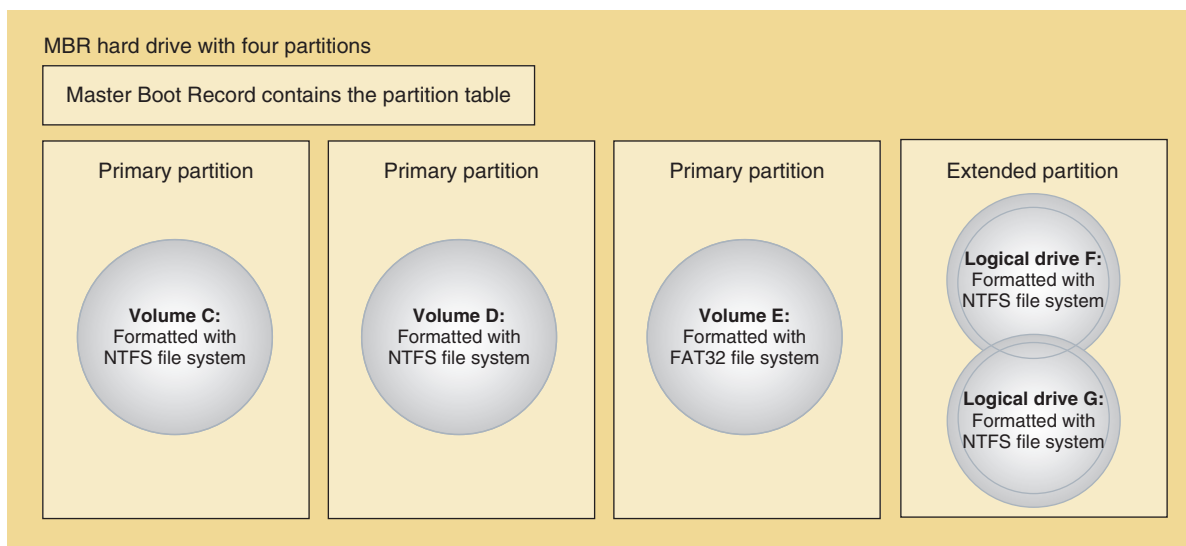 MBR hard drive with four partitions
Master Boot Record contains the partition table
Primary partition
Volume C:
Formatted with
NTFS file system
Primary partition
Volume D:
Formatted with
NTFS file system
Primary partition
Volume E:
Formatted with
FAT32 file system
Extended partition
Logical drive F:
Formatted with
NTFS file system
Logical drive G:
Formatted with
NTFS file system